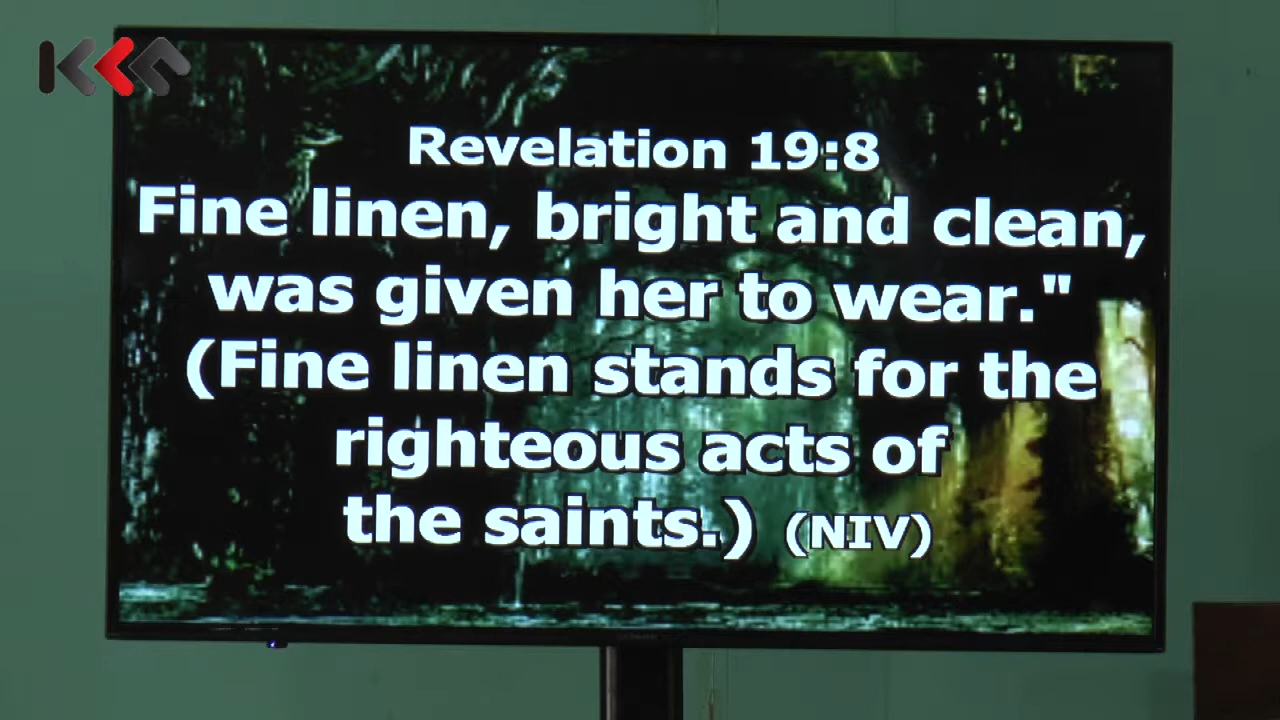 Revelation 19:8
Fine linen, bright and clean,
was given her to wear."
(Fine linen stands for the
righteous acts of
the saints.) (NIV)